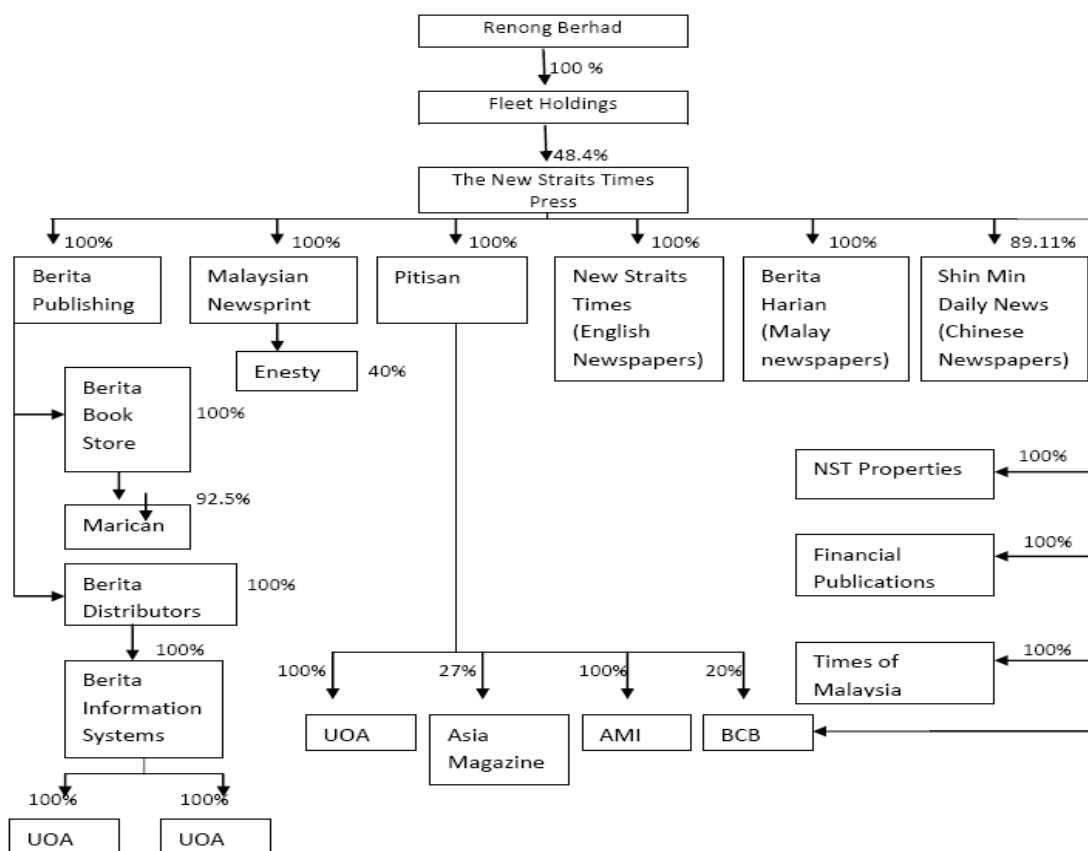 Renong Berhad
100 %
Fleet Holdings
48.4%
The New Straits Times
Press
100%
100%
100%
100%
100%
89.11%
Berita
Publishing
Malaysian
Newsprint
Pitisan
New Straits
Times
(English
Newspapers)
Berita
Harian
(Malay
newspapers)
Shin Min
Daily News
(Chinese
Newspapers)
Enesty
40%
Berita
Book
Store
100%
92.5%
Marican
NST Properties
100%
Financial
Publications
100%
Berita
Distributors
100%
100%
Berita
Information
Systems
Times of
Malaysia
100%
100%
27%
100%
20%
UOA
Asia
Magazine
AMI
BCB
100%
100%
UOA
UOA